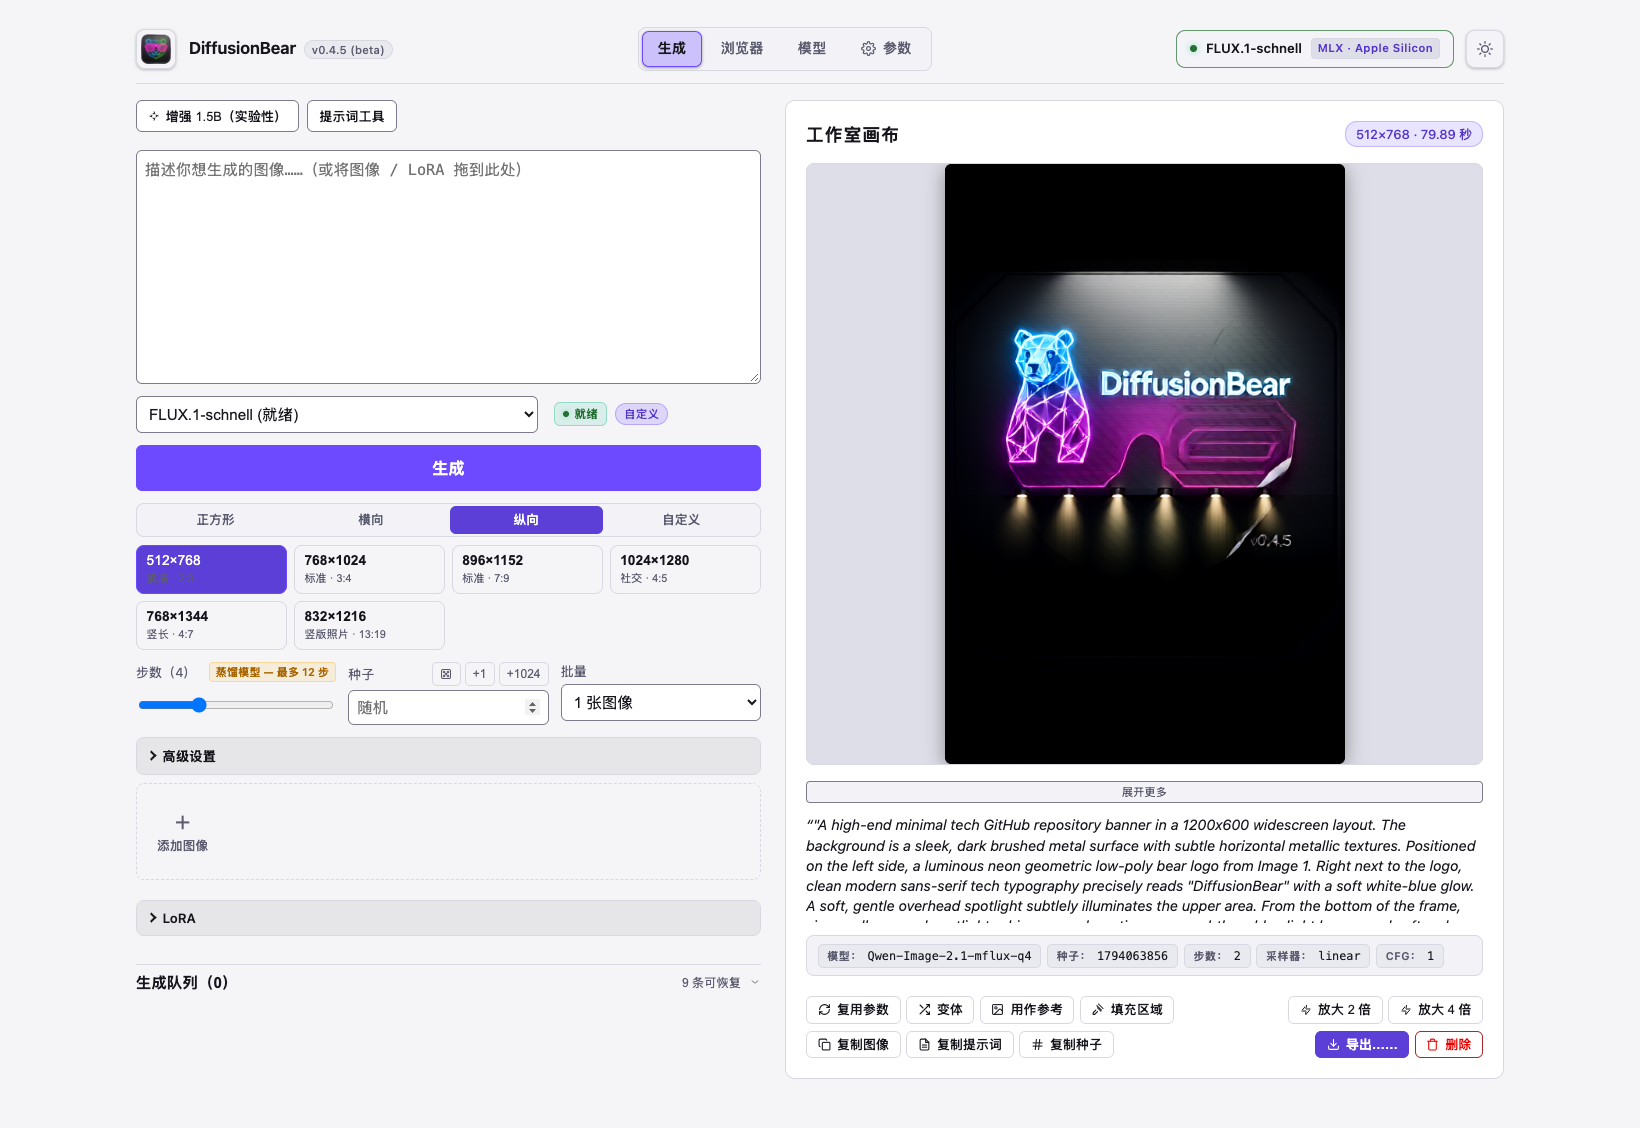 DiffusionBear v0.4.5 (beta)
生成 浏览器 模型 参数
FLUX.1-schnell MLX · Apple Silicon
增强 1.5B（实验性） 提示词工具
描述你想生成的图像……（或将图像 / LoRA 拖到此处）
FLUX.1-schnell (就绪) 就绪 自定义
生成
正方形 横向 纵向 自定义
512×768
768×1024
标准 · 3:4
896×1152
标准 · 7:9
1024×1280
社交 · 4:5
768×1344
竖长 · 4:7
832×1216
竖版照片 · 13:19
步数（4） 蒸馏模型 — 最多 12 步
种子 +1 +1024
随机
批量
1 张图像
高级设置
添加图像
LoRA
生成队列（0） 9 条可恢复
工作室画布 512×768 · 79.89 秒
DiffusionBear
v0.4.5
展开更多
“"A high-end minimal tech GitHub repository banner in a 1200x600 widescreen layout. The
background is a sleek, dark brushed metal surface with subtle horizontal metallic textures. Positioned
on the left side, a luminous neon geometric low-poly bear logo from Image 1. Right next to the logo,
clean modern sans-serif tech typography precisely reads "DiffusionBear" with a soft white-blue glow.
A soft, gentle overhead spotlight subtlely illuminates the upper area. From the bottom of the frame,
模型： Qwen-Image-2.1-mflux-q4 种子： 1794063856 步数： 2 采样器： linear CFG： 1
复用参数 变体 用作参考 填充区域 放大 2 倍 放大 4 倍
复制图像 复制提示词 复制种子 导出…… 删除